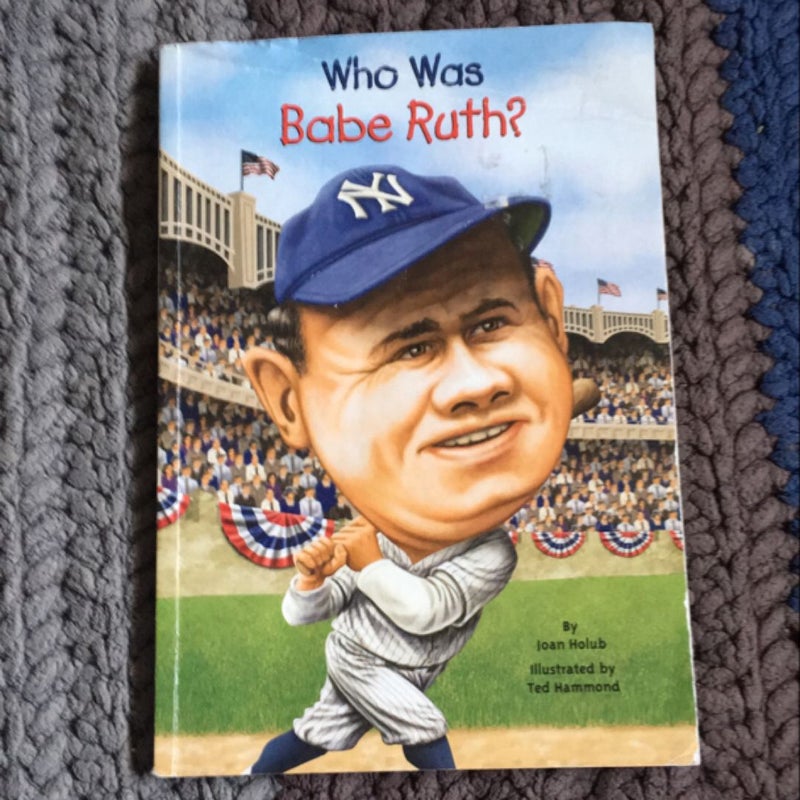 Who Was
Babe Ruth?
NY
By
Joan Holub
Illustrated by
Ted Hammond